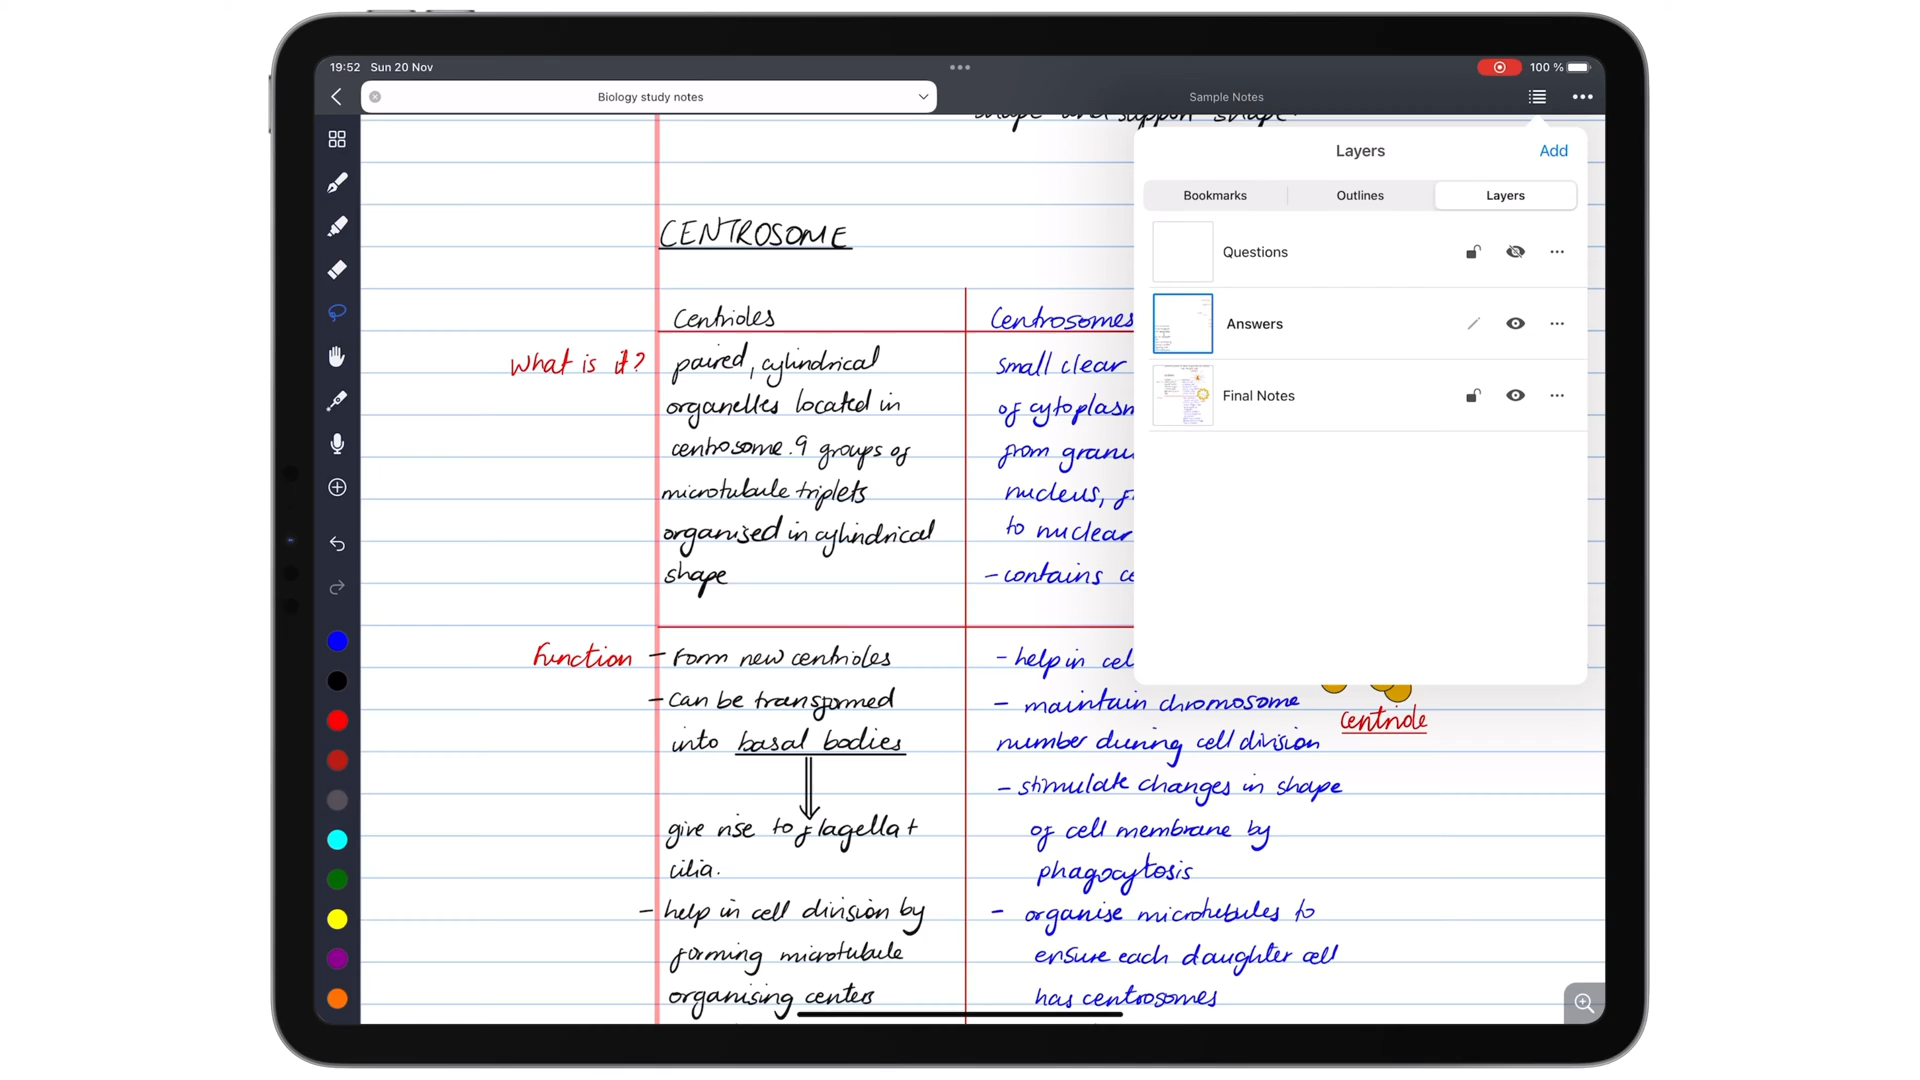 19:52 Sun 20 Nov
100 %
Biology study notes
Sample Notes
shape and support shape
Layers
Add
Bookmarks
Outlines
Layers
Questions
Answers
Final Notes
CENTROSOME
Centrioles
Centrosomes
What is it?
paired, cylindrical
organelles located in
centrosome. 9 groups of
microtubule triplets
organised in cylindrical
shape
small clear
of cytoplasm
from granu
nucleus, f
to nuclear
- contains ce
Function
- Form new centrioles
- Can be transformed
into basal bodies
give rise to flagella +
cilia.
- help in cell division by
forming microtubule
organising centers
- help in cel
- maintain chromosome
number during cell division
- stimulate changes in shape
of cell membrane by
phagocytosis
- organise microtubules to
ensure each daughter cell
has centrosomes
centriole